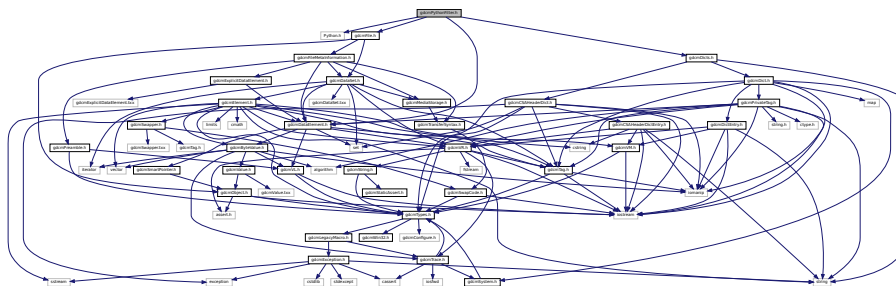 gdcmPythonFilter.h
Python.h
gdcmFile.h
gdcmFileMetaInformation.h
gdcmDicts.h
gdcmExplicitDataElement.h
gdcmDataSet.h
gdcmDict.h
gdcmExplicitDataElement.txx
gdcmDataSet.txx
gdcmMediaStorage.h
gdcmCSAHeaderDict.h
gdcmPrivateTag.h
map
gdcmElement.h
gdcmSwapper.h
limits
cmath
gdcmDataElement.h
gdcmTransferSyntax.h
gdcmCSAHeaderDictEntry.h
gdcmDictEntry.h
string.h
ctype.h
gdcmPreamble.h
gdcmSwapper.txx
gdcmTag.h
gdcmByteValue.h
set
gdcmVR.h
cstring
gdcmVM.h
iterator
vector
gdcmSmartPointer.h
gdcmValue.h
gdcmVL.h
algorithm
gdcmString.h
fstream
gdcmTag.h
gdcmObject.h
gdcmValue.txx
gdcmStaticAssert.h
gdcmSwapCode.h
iomanip
assert.h
gdcmTypes.h
iostream
gdcmLegacyMacro.h
gdcmWin32.h
gdcmConfigure.h
gdcmException.h
gdcmTrace.h
sstream
exception
cstdlib
stdexcept
cassert
iosfwd
gdcmSystem.h
string